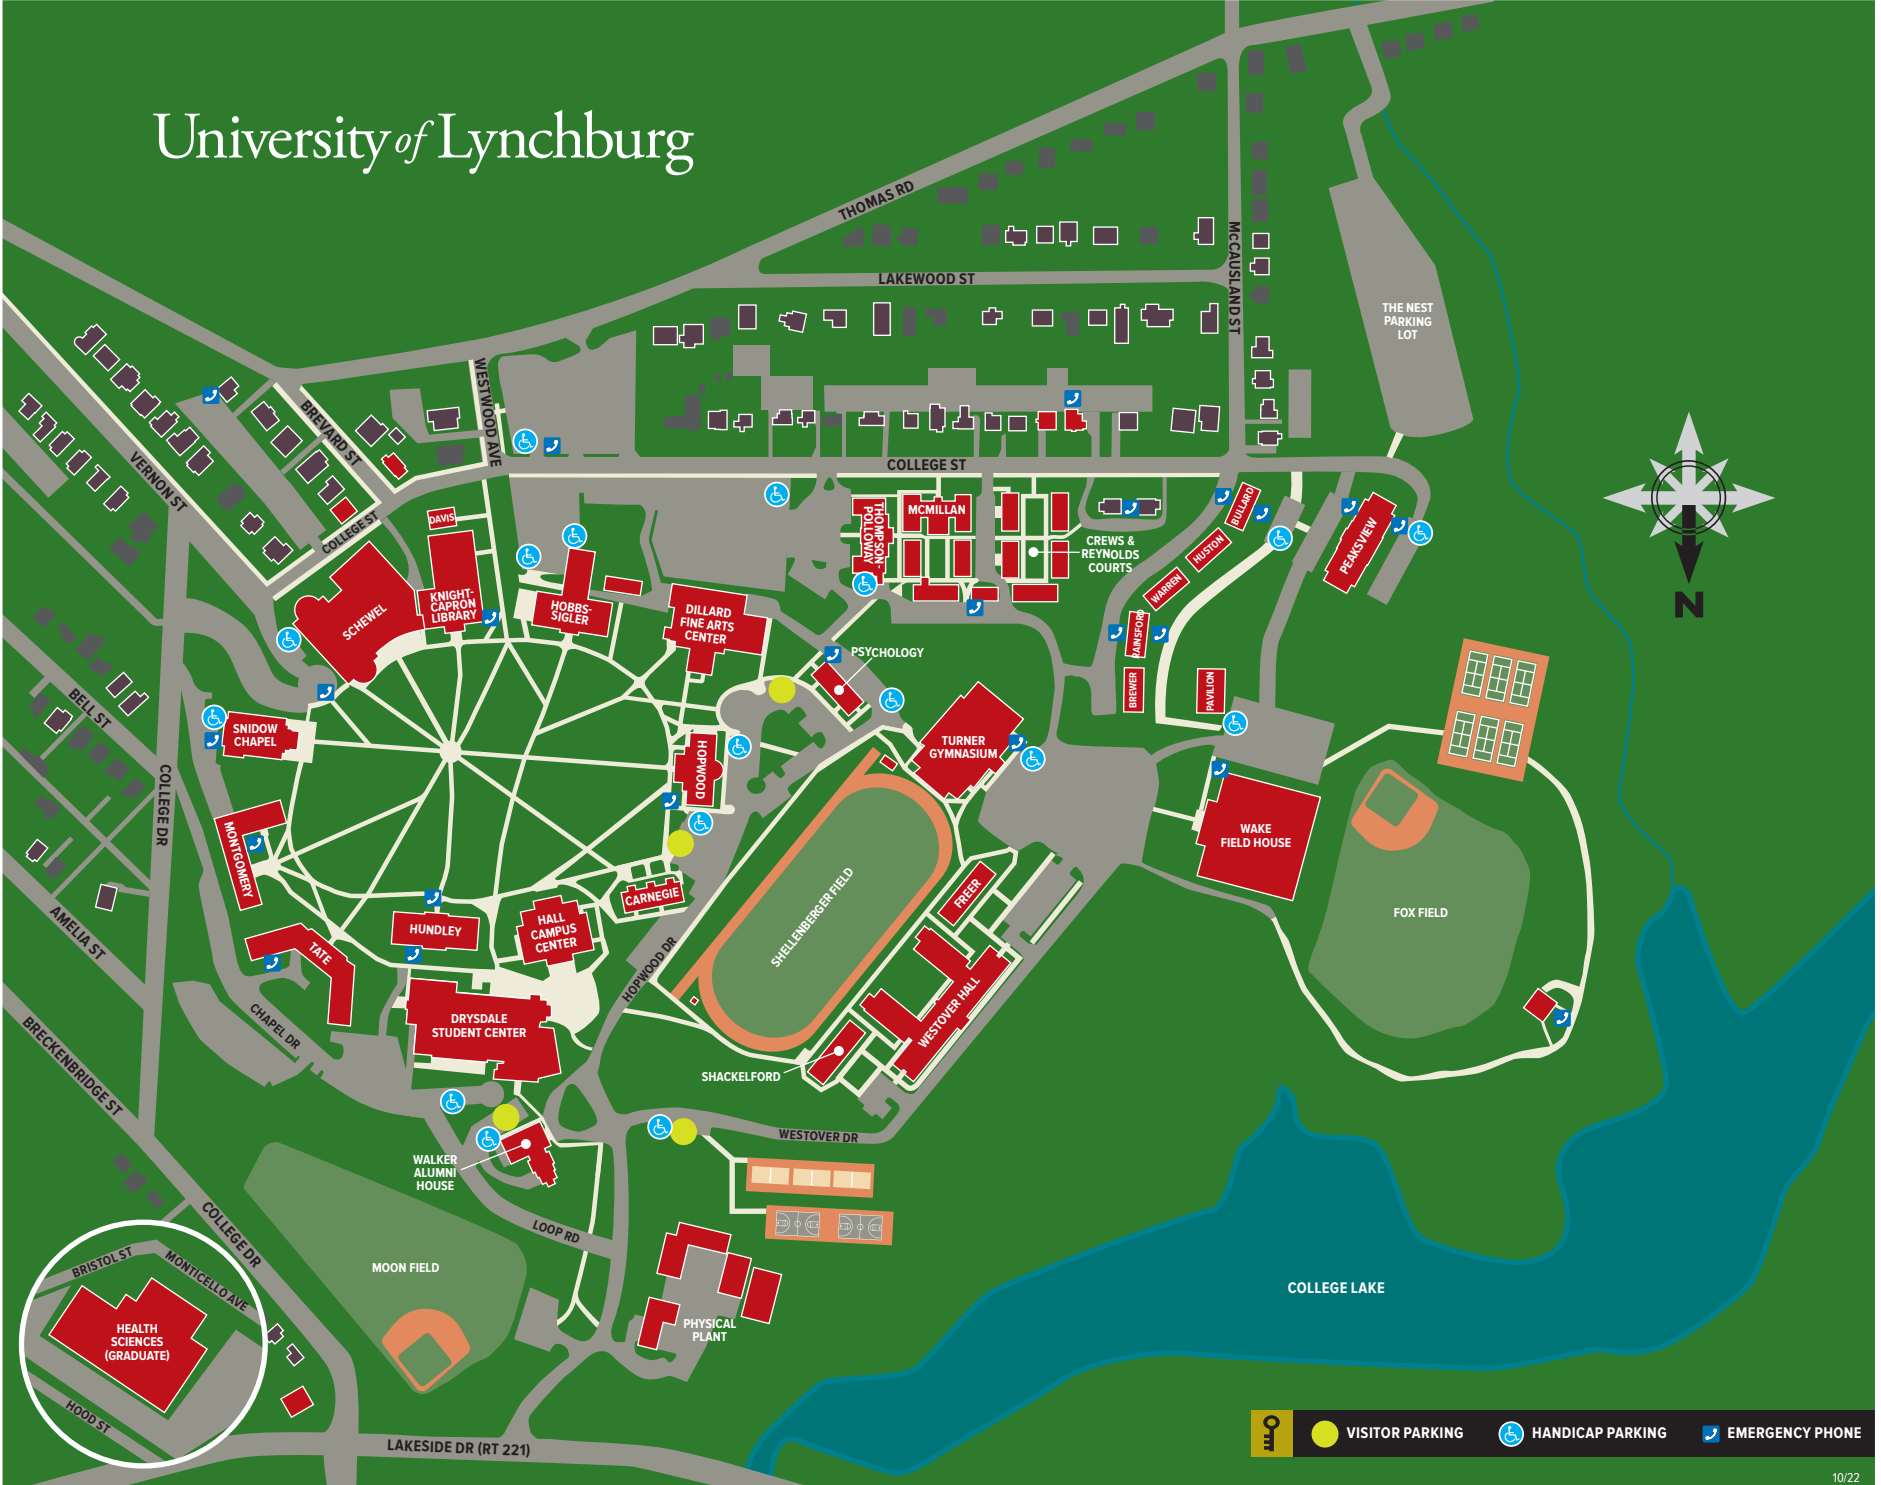 University of Lynchburg
THOMAS RD
LAKEWOOD ST
McCAUSLAND ST
THE NEST
PARKING
LOT
WESTWOOD AVE
BREVARD ST
VERNON ST
COLLEGE ST
COLLEGE ST
DAVIS
SCHEWEL
KNIGHT-
CAPRON
LIBRARY
HOBBS-
SIGLER
DILLARD
FINE ARTS
CENTER
THOMPSON-
POLLOWAY
MCMILLAN
CREWS &
REYNOLDS
COURTS
BULLARD
HUSTON
WARREN
RAINSFORD
BREWER
PAVILION
PEAKSVIEW
N
PSYCHOLOGY
TURNER
GYMNASIUM
BELL ST
SNIDOW
CHAPEL
HOPWOOD
COLLEGE DR
MONTGOMERY
WAKE
FIELD HOUSE
FOX FIELD
SHELLENBERGER FIELD
FREER
CARNEGIE
HALL
CAMPUS
CENTER
HUNDLEY
TATE
AMELIA ST
HOPWOOD DR
WESTOVER HALL
CHAPEL DR
DRYSDALE
STUDENT CENTER
SHACKELFORD
BRECKENBRIDGE ST
WESTOVER DR
WALKER
ALUMNI
HOUSE
LOOP RD
COLLEGE DR
MOON FIELD
COLLEGE LAKE
PHYSICAL
PLANT
BRISTOL ST
MONTICELLO AVE
HEALTH
SCIENCES
(GRADUATE)
HOOD ST
LAKESIDE DR (RT 221)
VISITOR PARKING
HANDICAP PARKING
EMERGENCY PHONE
10/22